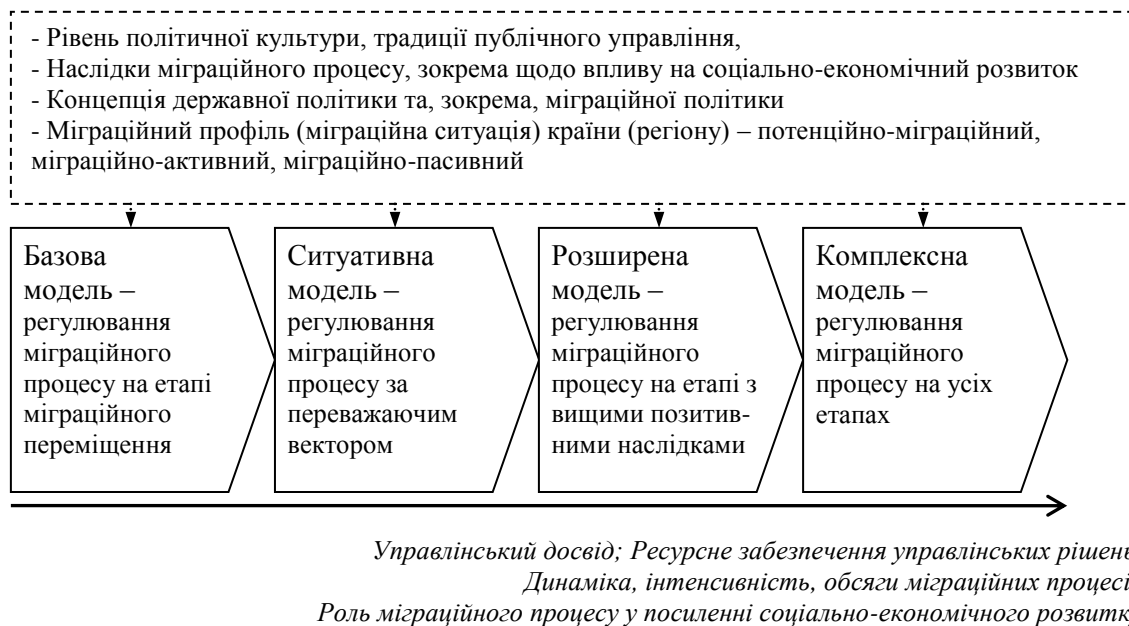 - Рівень політичної культури, традиції публічного управління,
- Наслідки міграційного процесу, зокрема щодо впливу на соціально-економічний розвиток
- Концепція державної політики та, зокрема, міграційної політики
- Міграційний профіль (міграційна ситуація) країни (регіону) – потенційно-міграційний,
міграційно-активний, міграційно-пасивний
Базова
модель –
регулювання
міграційного
процесу на етапі
міграційного
переміщення
Ситуативна
модель –
регулювання
міграційного
процесу за
переважаючим
вектором
Розширена
модель –
регулювання
міграційного
процесу на етапі з
вищими позитив-
ними наслідками
Комплексна
модель –
регулювання
міграційного
процесу на усіх
етапах
Управлінський досвід; Ресурсне забезпечення управлінських рішень
Динаміка, інтенсивність, обсяги міграційних процесі
Роль міграційного процесу у посиленні соціально-економічного розвитк